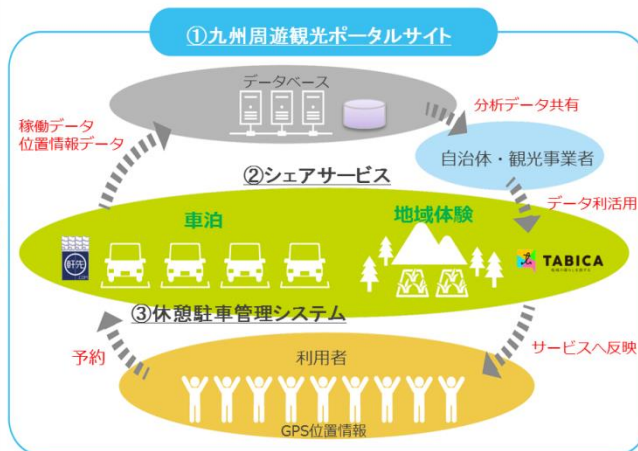 ①九州周遊観光ポータルサイト
データベース
稼働データ
位置情報データ
分析データ共有
自治体・観光事業者
②シェアサービス
データ利活用
車泊
地域体験
軒先
.com
TABICA
③休憩駐車管理システム
予約
利用者
サービスへ反映
GPS位置情報